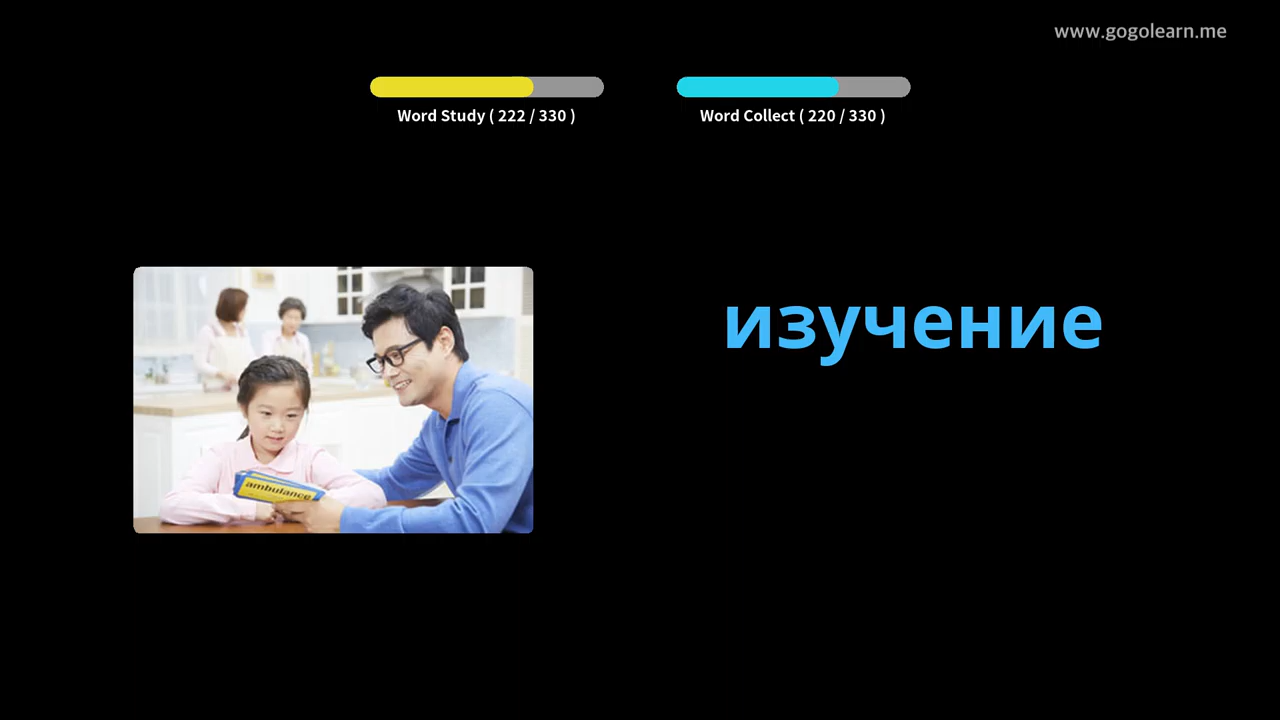 www.gogolearn.me
Word Study ( 222 / 330 )
Word Collect ( 220 / 330 )
изучение
ambulance